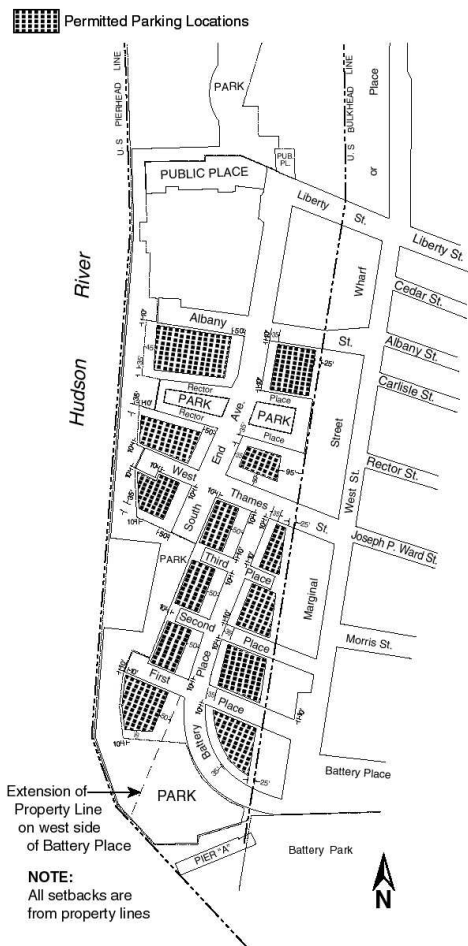 Permitted Parking Locations
U.S PIERHEAD LINE
PARK
U.S BULKHEAD LINE
Place
or
PUB.
PL.
PUBLIC PLACE
Liberty St.
Liberty St.
Wharf
Cedar St.
Hudson River
Albany St.
Albany St.
Carlisle St.
Rector Place
PARK
PARK
Rector Place
Street
West St.
Rector St.
South End Ave.
West Thames St.
Joseph P. Ward St.
PARK
Third Place
Marginal
Second Place
Morris St.
First Place
Battery Place
Battery Place
Extension of
Property Line
on west side
of Battery Place
PARK
PIER "A"
Battery Park
NOTE:
All setbacks are
from property lines
N